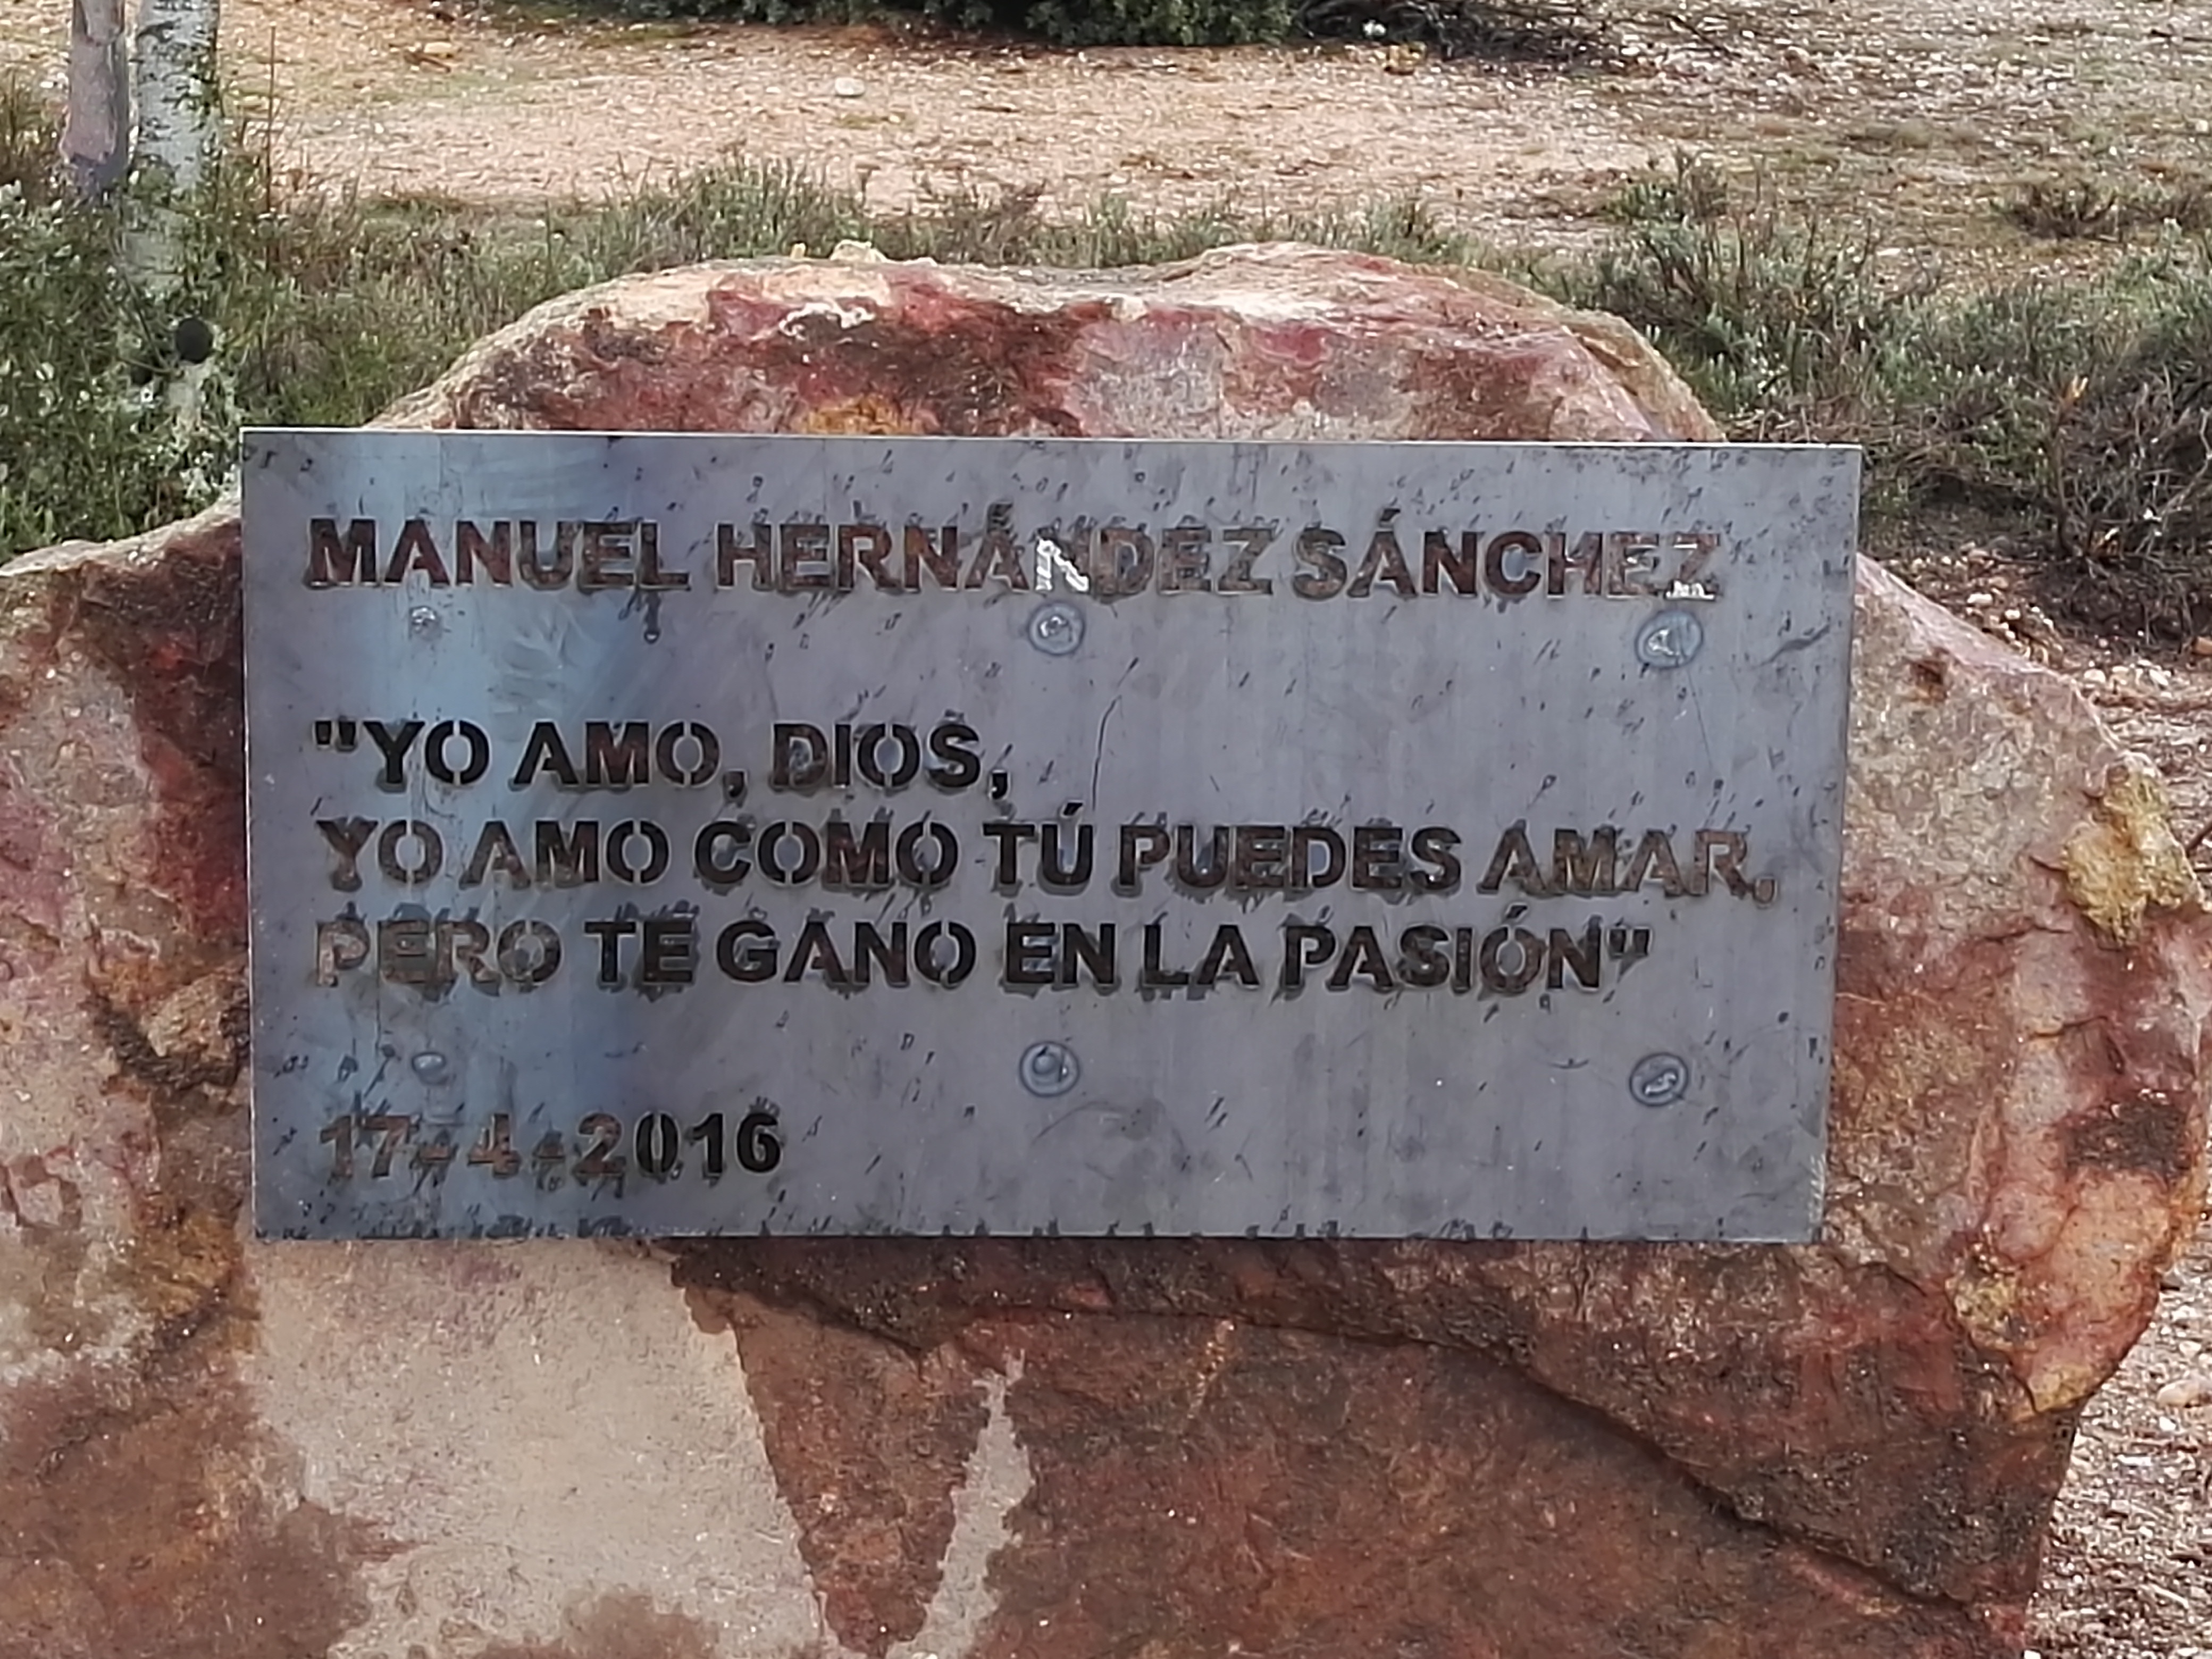 MANUEL HERNÁNDEZ SÁNCHEZ
"YO AMO, DIOS,
YO AMO COMO TÚ PUEDES AMAR,
PERO TE GANO EN LA PASIÓN"
17-4-2016